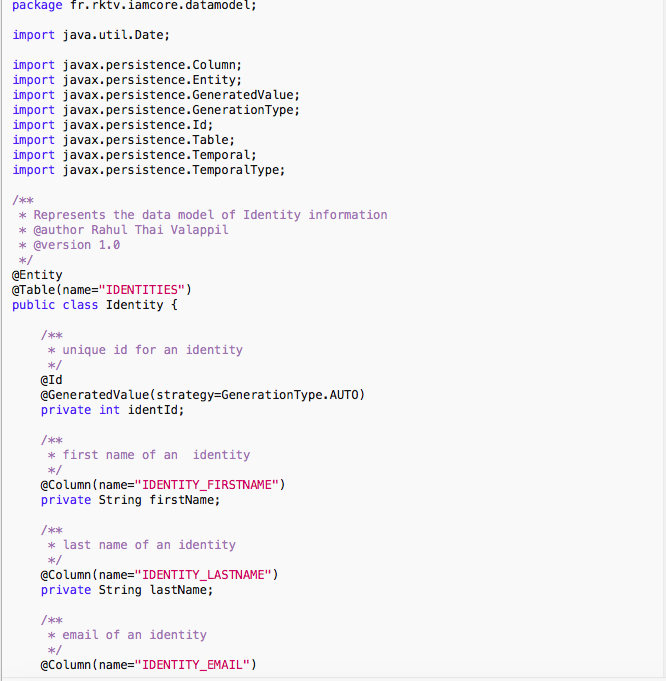 package fr.rktv.iamcore.datamodel;
import java.util.Date;
import javax.persistence.Column;
import javax.persistence.Entity;
import javax.persistence.GeneratedValue;
import javax.persistence.GenerationType;
import javax.persistence.Id;
import javax.persistence.Table;
import javax.persistence.Temporal;
import javax.persistence.TemporalType;
/**
 * Represents the data model of Identity information
 * @author Rahul Thai Valappil
 * @version 1.0
 */
@Entity
@Table(name="IDENTITIES")
public class Identity {
    /**
     * unique id for an identity
     */
    @Id
    @GeneratedValue(strategy=GenerationType.AUTO)
    private int identId;
    /**
     * first name of an  identity
     */
    @Column(name="IDENTITY_FIRSTNAME")
    private String firstName;
    /**
     * last name of an identity
     */
    @Column(name="IDENTITY_LASTNAME")
    private String lastName;
    /**
     * email of an identity
     */
    @Column(name="IDENTITY_EMAIL")